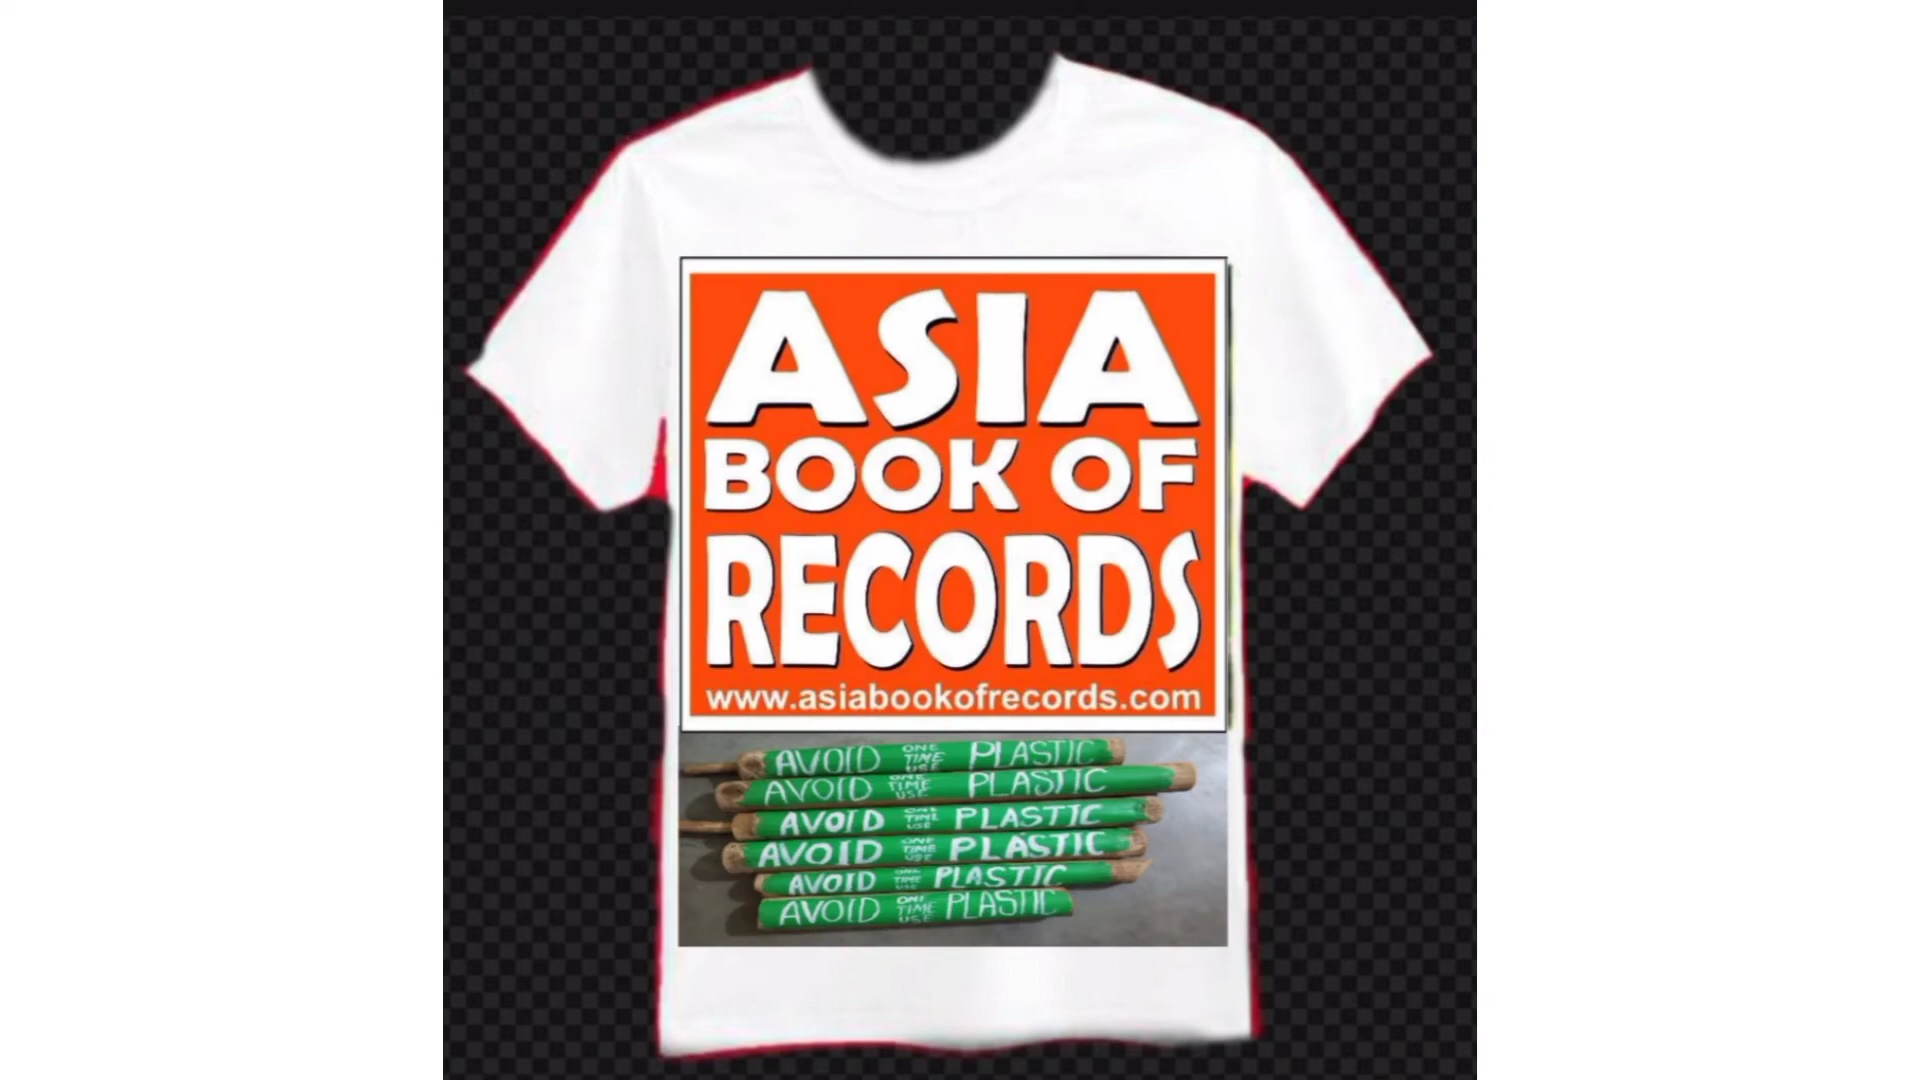 ASIA
BOOK OF
RECORDS
www.asiabookofrecords.com
AVOID ONE TIME USE PLASTIC
AVOID ONE TIME USE PLASTIC
AVOID ONE TIME USE PLASTIC
AVOID ONE TIME USE PLASTIC
AVOID ONE TIME USE PLASTIC
AVOID ONE TIME USE PLASTIC